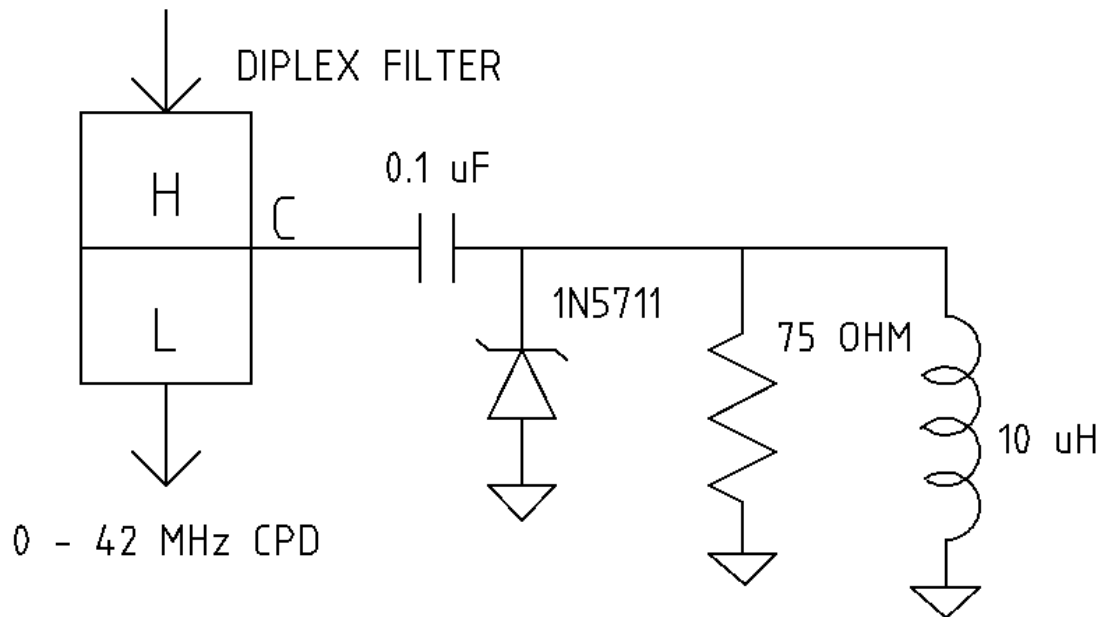 DIPLEX FILTER
H
0.1 uF
C
L
1N5711
75 OHM
10 uH
0 - 42 MHz CPD